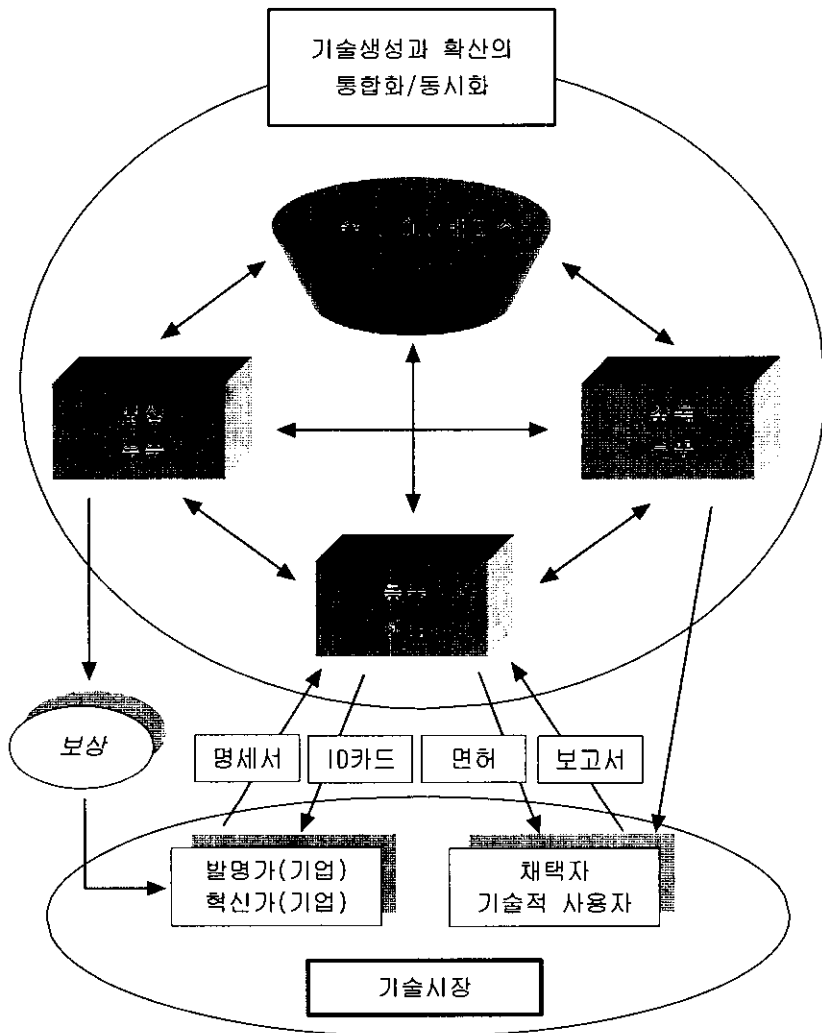 기술생성과 확산의
통합화/동시화
보상
명세서
ID카드
면허
보고서
발명가(기업)
혁신가(기업)
채택자
기술적 사용자
기술시장